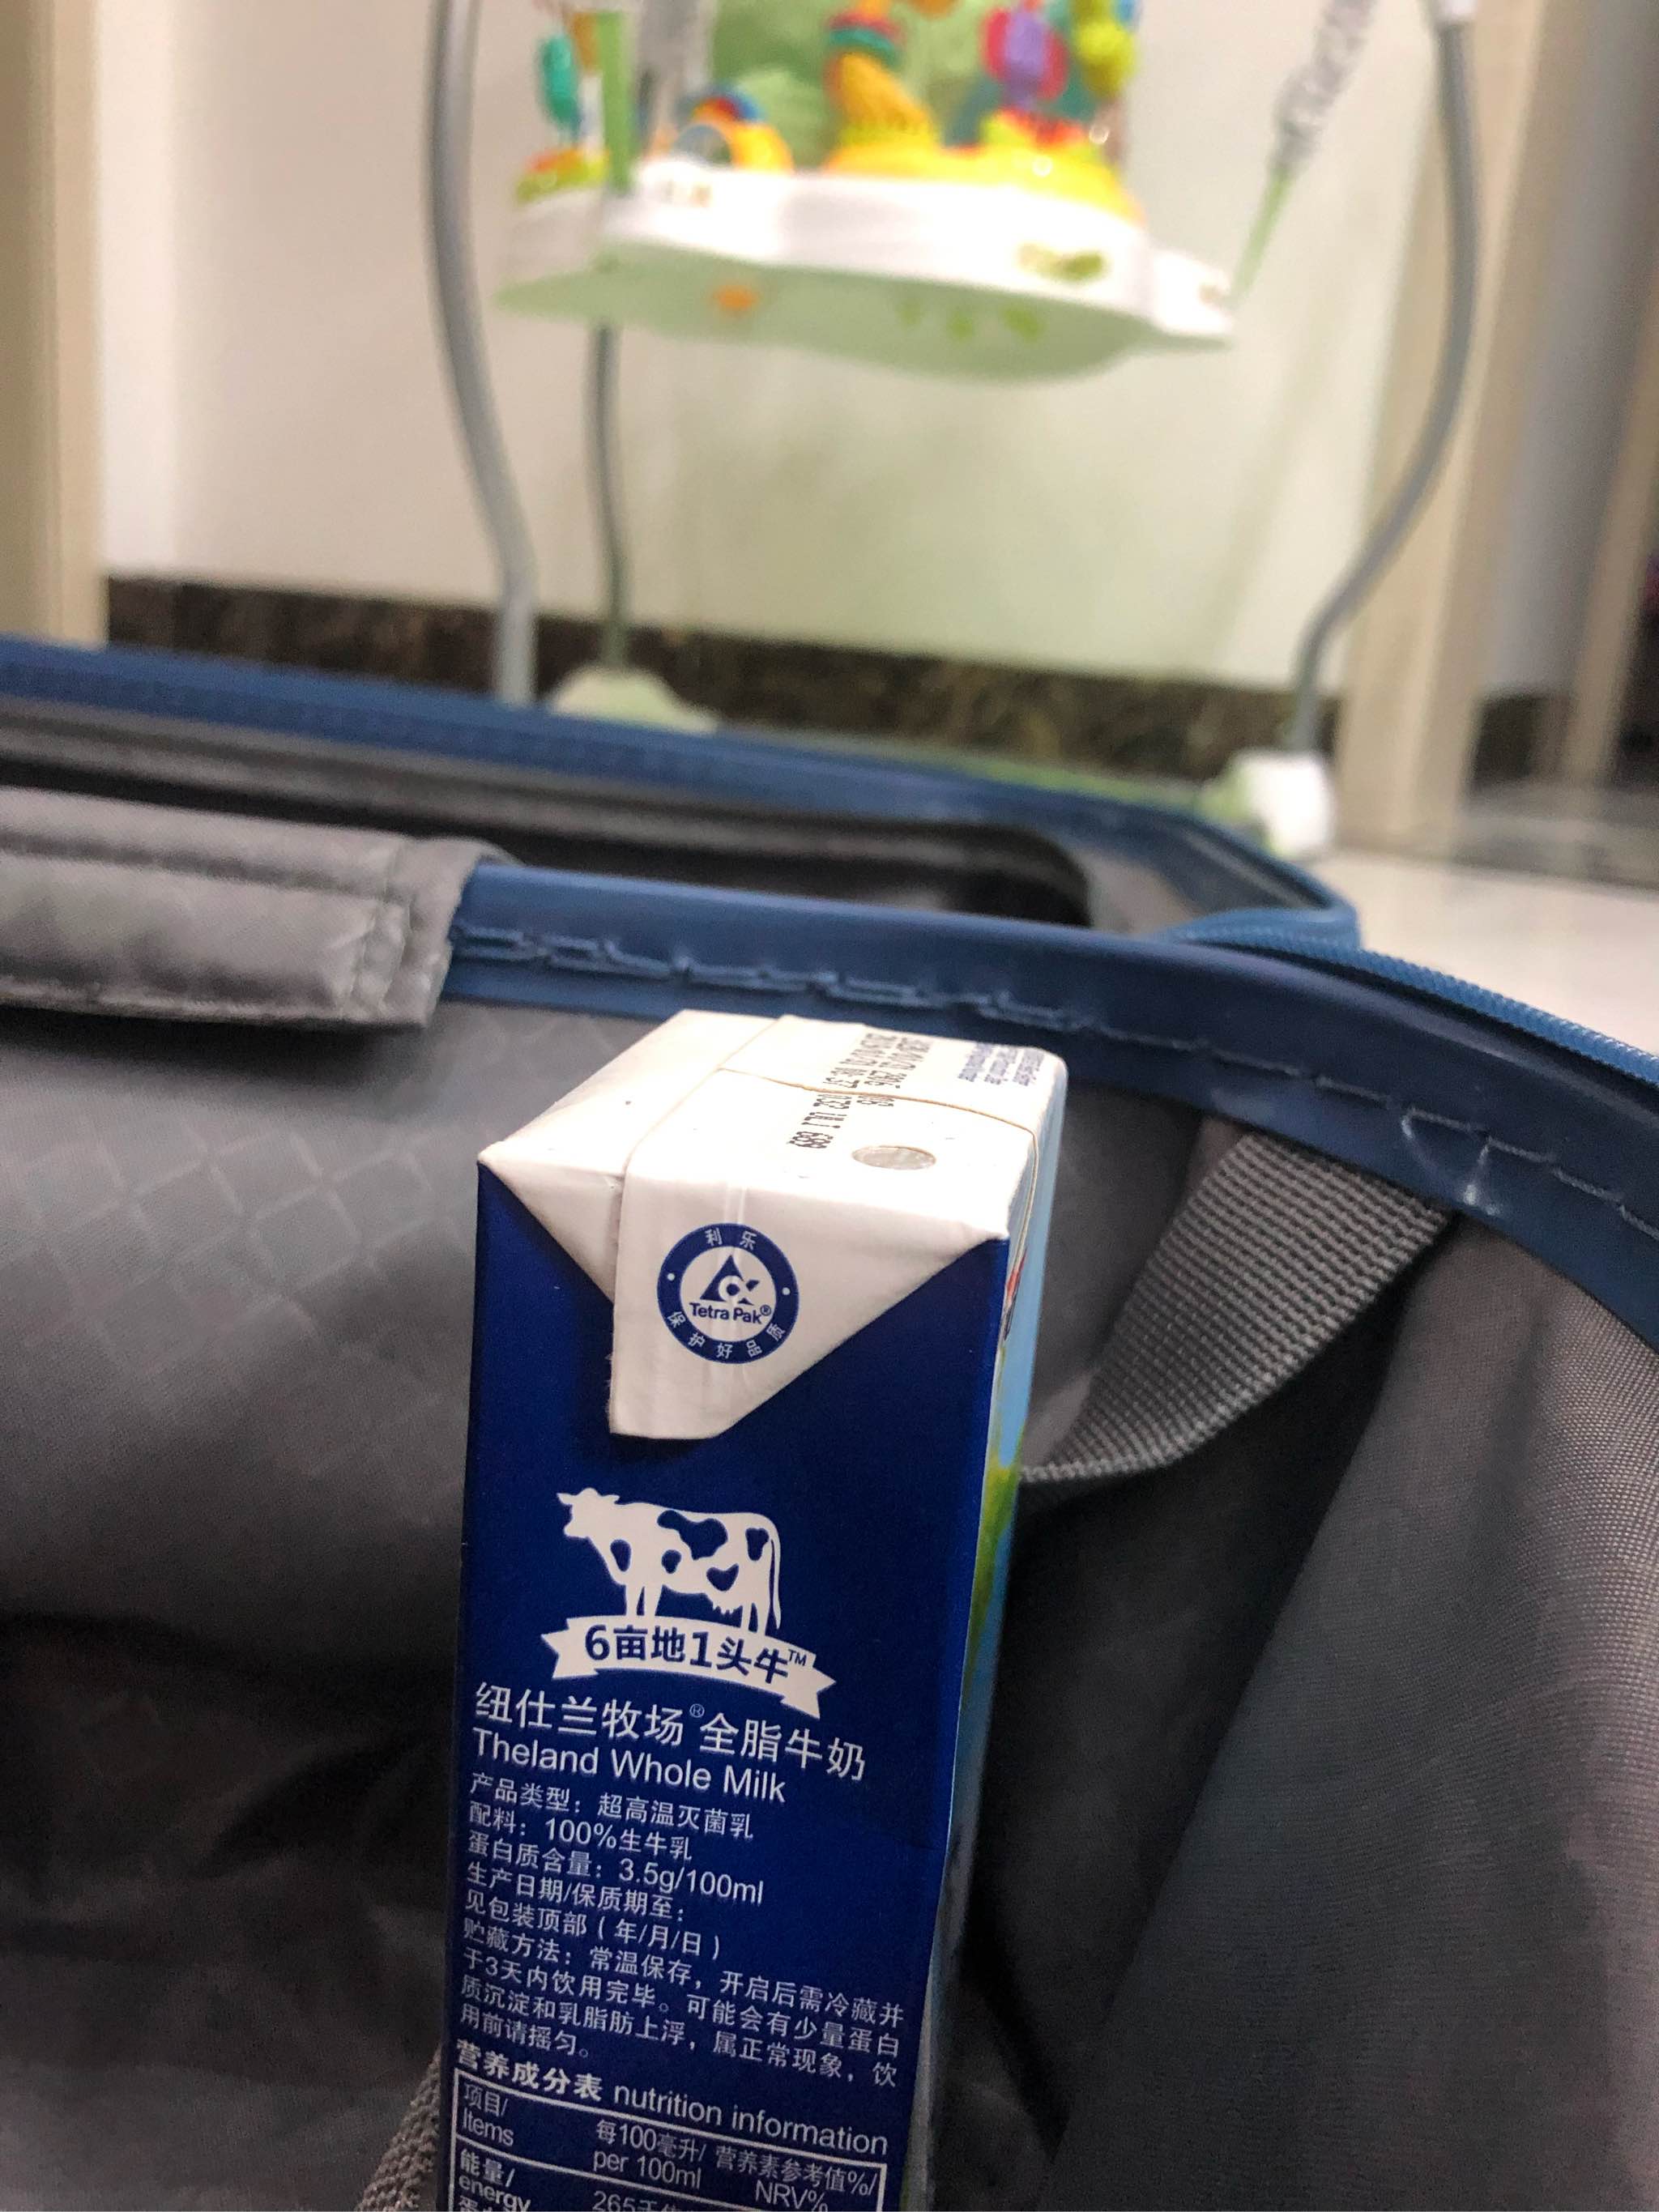 利乐
Tetra Pak®
保护好品质
6亩地1头牛™
纽仕兰牧场®全脂牛奶
Theland Whole Milk
产品类型：超高温灭菌乳
配料：100%生牛乳
蛋白质含量：3.5g/100ml
生产日期/保质期至：
见包装顶部（年/月/日）
贮藏方法：常温保存，开启后需冷藏并
于3天内饮用完毕。可能会有少量蛋白
质沉淀和乳脂肪上浮，属正常现象，饮
用前请摇匀。
营养成分表 nutrition information
项目/ 每100毫升/ 营养素参考值%/
Items per 100ml NRV%
能量/
energy 265